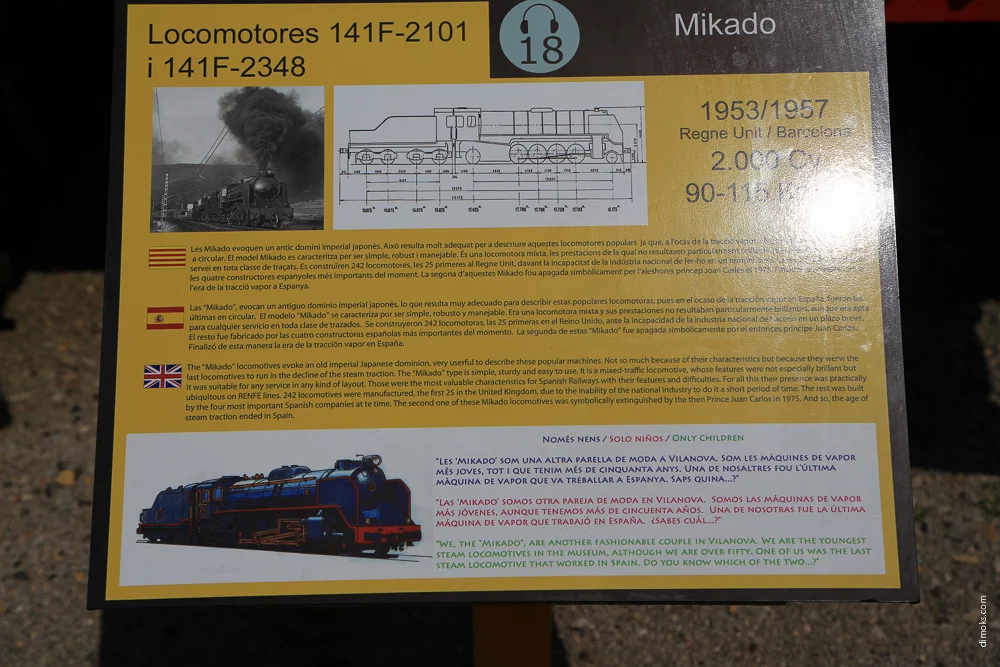 Locomotores 141F-2101
i 141F-2348
18
Mikado
1953/1957
Regne Unit / Barcelona
2.000 Cv
90-115
Les Mikado evoquen un antic domini imperial japonès. Això resulta molt adequat per a descriure aquestes locomotores populars ja que, a l'ocàs de la tracció vapor
a circular. El model Mikado es caracteritza per ser simple, robust i manejable. És una locomotora mixta, les prestacions de la qual no resultaven particularment
servei en tota classe de traçats. Es construïren 242 locomotores, les 25 primeres al Regne Unit, davant la incapacitat de la indústria nacional de fer-ho en un
les quatre constructores espanyoles més importants del moment. La segona d'aquestes Mikado fou apagada simbòlicament per l'aleshores príncep Joan Carles el 1975.
l'era de la tracció vapor a Espanya.
Las "Mikado", evocan un antiguo dominio imperial japonés, lo que resulta muy adecuado para describir estas populares locomotoras, pues en el ocaso de la tracción vapor en España, fueron las
últimas en circular. El modelo "Mikado" se caracteriza por ser simple, robusto y manejable. Era una locomotora mixta y sus prestaciones no resultaban particularmente brillantes, aunque era apta
para cualquier servicio en toda clase de trazados. Se construyeron 242 locomotoras, las 25 primeras en el Reino Unido, ante la incapacidad de la industria nacional de hacerlo en un plazo breve.
El resto fue fabricado por las cuatro constructoras españolas más importantes del momento. La segunda de estas "Mikado" fue apagada simbólicamente por el entonces príncipe Juan Carlos.
Finalizó de esta manera la era de la tracción vapor en España.
The "Mikado" locomotives evoke an old imperial Japanese dominion, very userful to describe these popular machines. Not so much because of their characteristics but because they werw the
last locomotives to run in the decline of the steam traction. The "Mikado" type is simple, sturdy and easy to use. It is a mixed-traffic locomotive, whose features were not especially brilliant but
it was suitable for any service in any kind of layout. Those were the most valuable characteristics for Spanish Railways with their features and difficulties. For all this their presence was practically
ubiquitous on RENFE lines. 242 locomotives were manufactured, the first 25 in the United Kingdom, due to the inability of the national industry to do it a short period of time. The rest was built
by the four most important Spanish companies at te time. The second one of these Mikado locomotives was symbolically extinguished by the then Prince Juan Carlos in 1975. And so, the age of
steam traction ended in Spain.
Només nens / Solo niños / Only Children
"Les 'Mikado' som una altra parella de moda a Vilanova. Som les màquines de vapor
més joves, tot i que tenim més de cinquanta anys. Una de nosaltres fou l'última
màquina de vapor que va treballar a Espanya. Saps quina...?"
"Las 'Mikado' somos otra pareja de moda en Vilanova. Somos las máquinas de vapor
más jóvenes, aunque tenemos más de cincuenta años. Una de nosotras fue la última
máquina de vapor que trabajó en España. ¿Sabes cuál...?"
"We, the "Mikado", are another fashionable couple in Vilanova. We are the youngest
steam locomotives in the museum, although we are over fifty. One of us was the last
steam locomotive that worked in Spain. Do you know which of the two...?"
dimoks.com